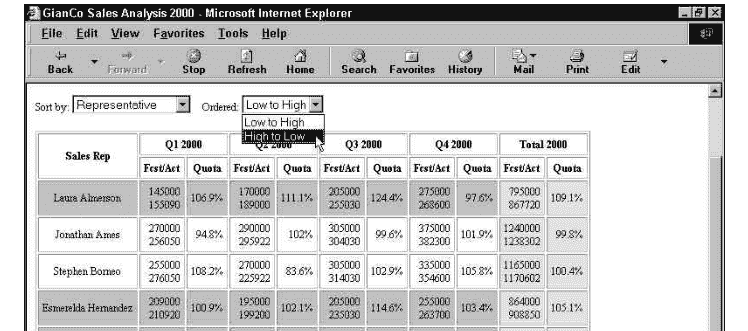 GianCo Sales Analysis 2000 - Microsoft Internet Explorer
File Edit View Favorites Tools Help
Back Forward Stop Refresh Home Search Favorites History Mail Print Edit
Sort by: Representative Ordered: Low to High
Low to High
High to Low
Sales Rep Q1 2000 Q2 2000 Q3 2000 Q4 2000 Total 2000
Fcst/Act Quota Fcst/Act Quota Fcst/Act Quota Fcst/Act Quota Fcst/Act Quota
145000 170000 205000 275000 795000
Laura Almerson 106.9% 111.1% 124.4% 97.6% 109.1%
155090 189000 255030 268600 867720
270000 290000 305000 375000 1240000
Jonathan Ames 94.8% 102% 99.6% 101.9% 99.8%
256050 295922 304030 382300 1238302
255000 270000 305000 335000 1165000
Stephen Borneo 108.2% 83.6% 102.9% 105.8% 100.4%
276050 225922 314030 354600 1170602
209000 195000 205000 255000 864000
Esmerelda Hernandez 100.9% 102.1% 114.6% 103.4% 105.1%
210920 199200 235030 263700 908850